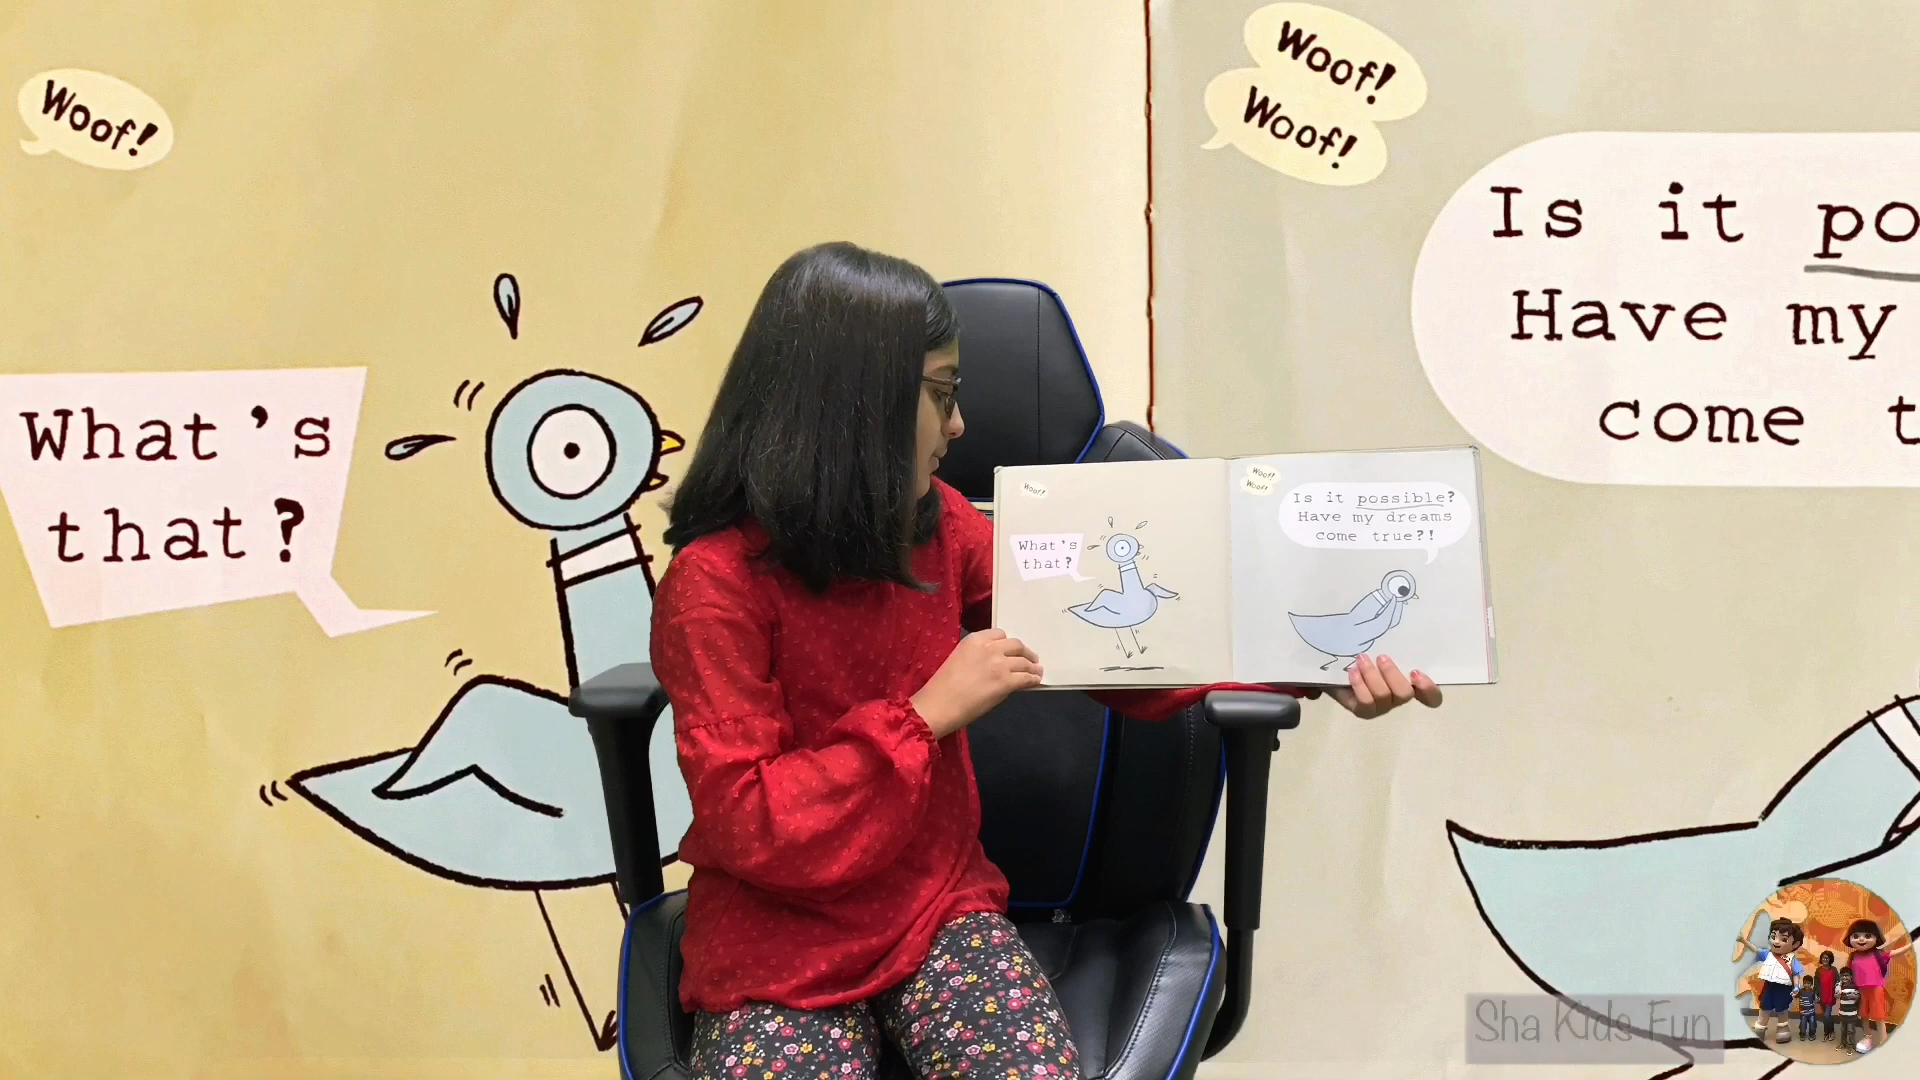 Woof!
What's
that?
Woof!
Woof!
Is it po
Have my
come t
Woof!
What's
that?
Woof!
Woof!
Is it possible?
Have my dreams
come true?!
Sha Kids Fun